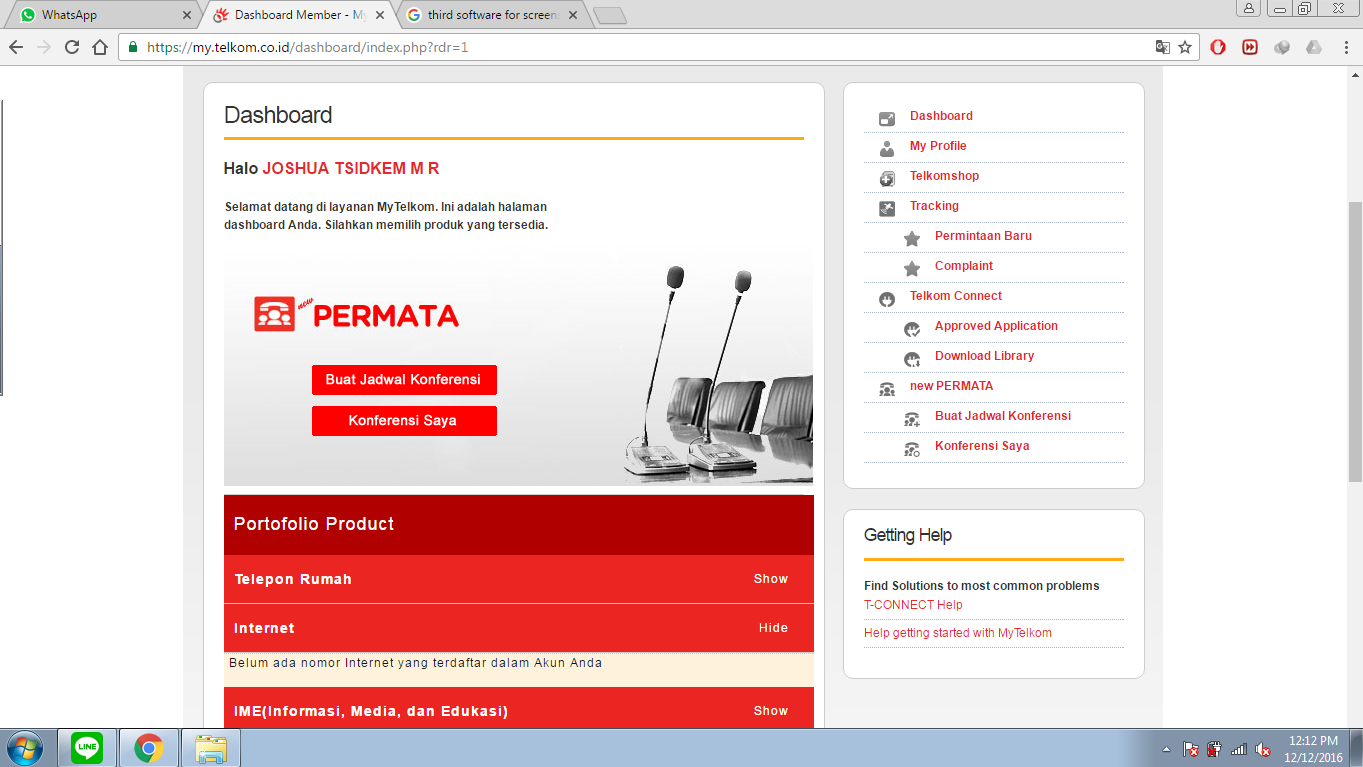 WhatsApp
Dashboard Member - My
third software for screens
https://my.telkom.co.id/dashboard/index.php?rdr=1
Dashboard
Halo JOSHUA TSIDKEM M R
Selamat datang di layanan MyTelkom. Ini adalah halaman
dashboard Anda. Silahkan memilih produk yang tersedia.
new PERMATA
Buat Jadwal Konferensi
Konferensi Saya
Portofolio Product
Telepon Rumah Show
Internet Hide
Belum ada nomor Internet yang terdaftar dalam Akun Anda
IME(Informasi, Media, dan Edukasi) Show
Dashboard
My Profile
Telkomshop
Tracking
Permintaan Baru
Complaint
Telkom Connect
Approved Application
Download Library
new PERMATA
Buat Jadwal Konferensi
Konferensi Saya
Getting Help
Find Solutions to most common problems
T-CONNECT Help
Help getting started with MyTelkom
LINE
12:12 PM
12/12/2016